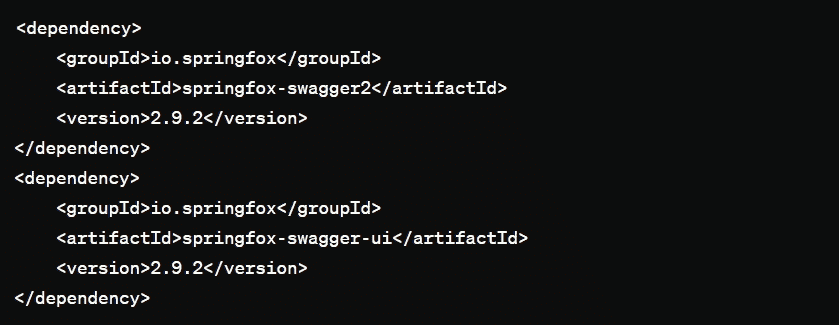 <dependency>
    <groupId>io.springfox</groupId>
    <artifactId>springfox-swagger2</artifactId>
    <version>2.9.2</version>
</dependency>
<dependency>
    <groupId>io.springfox</groupId>
    <artifactId>springfox-swagger-ui</artifactId>
    <version>2.9.2</version>
</dependency>